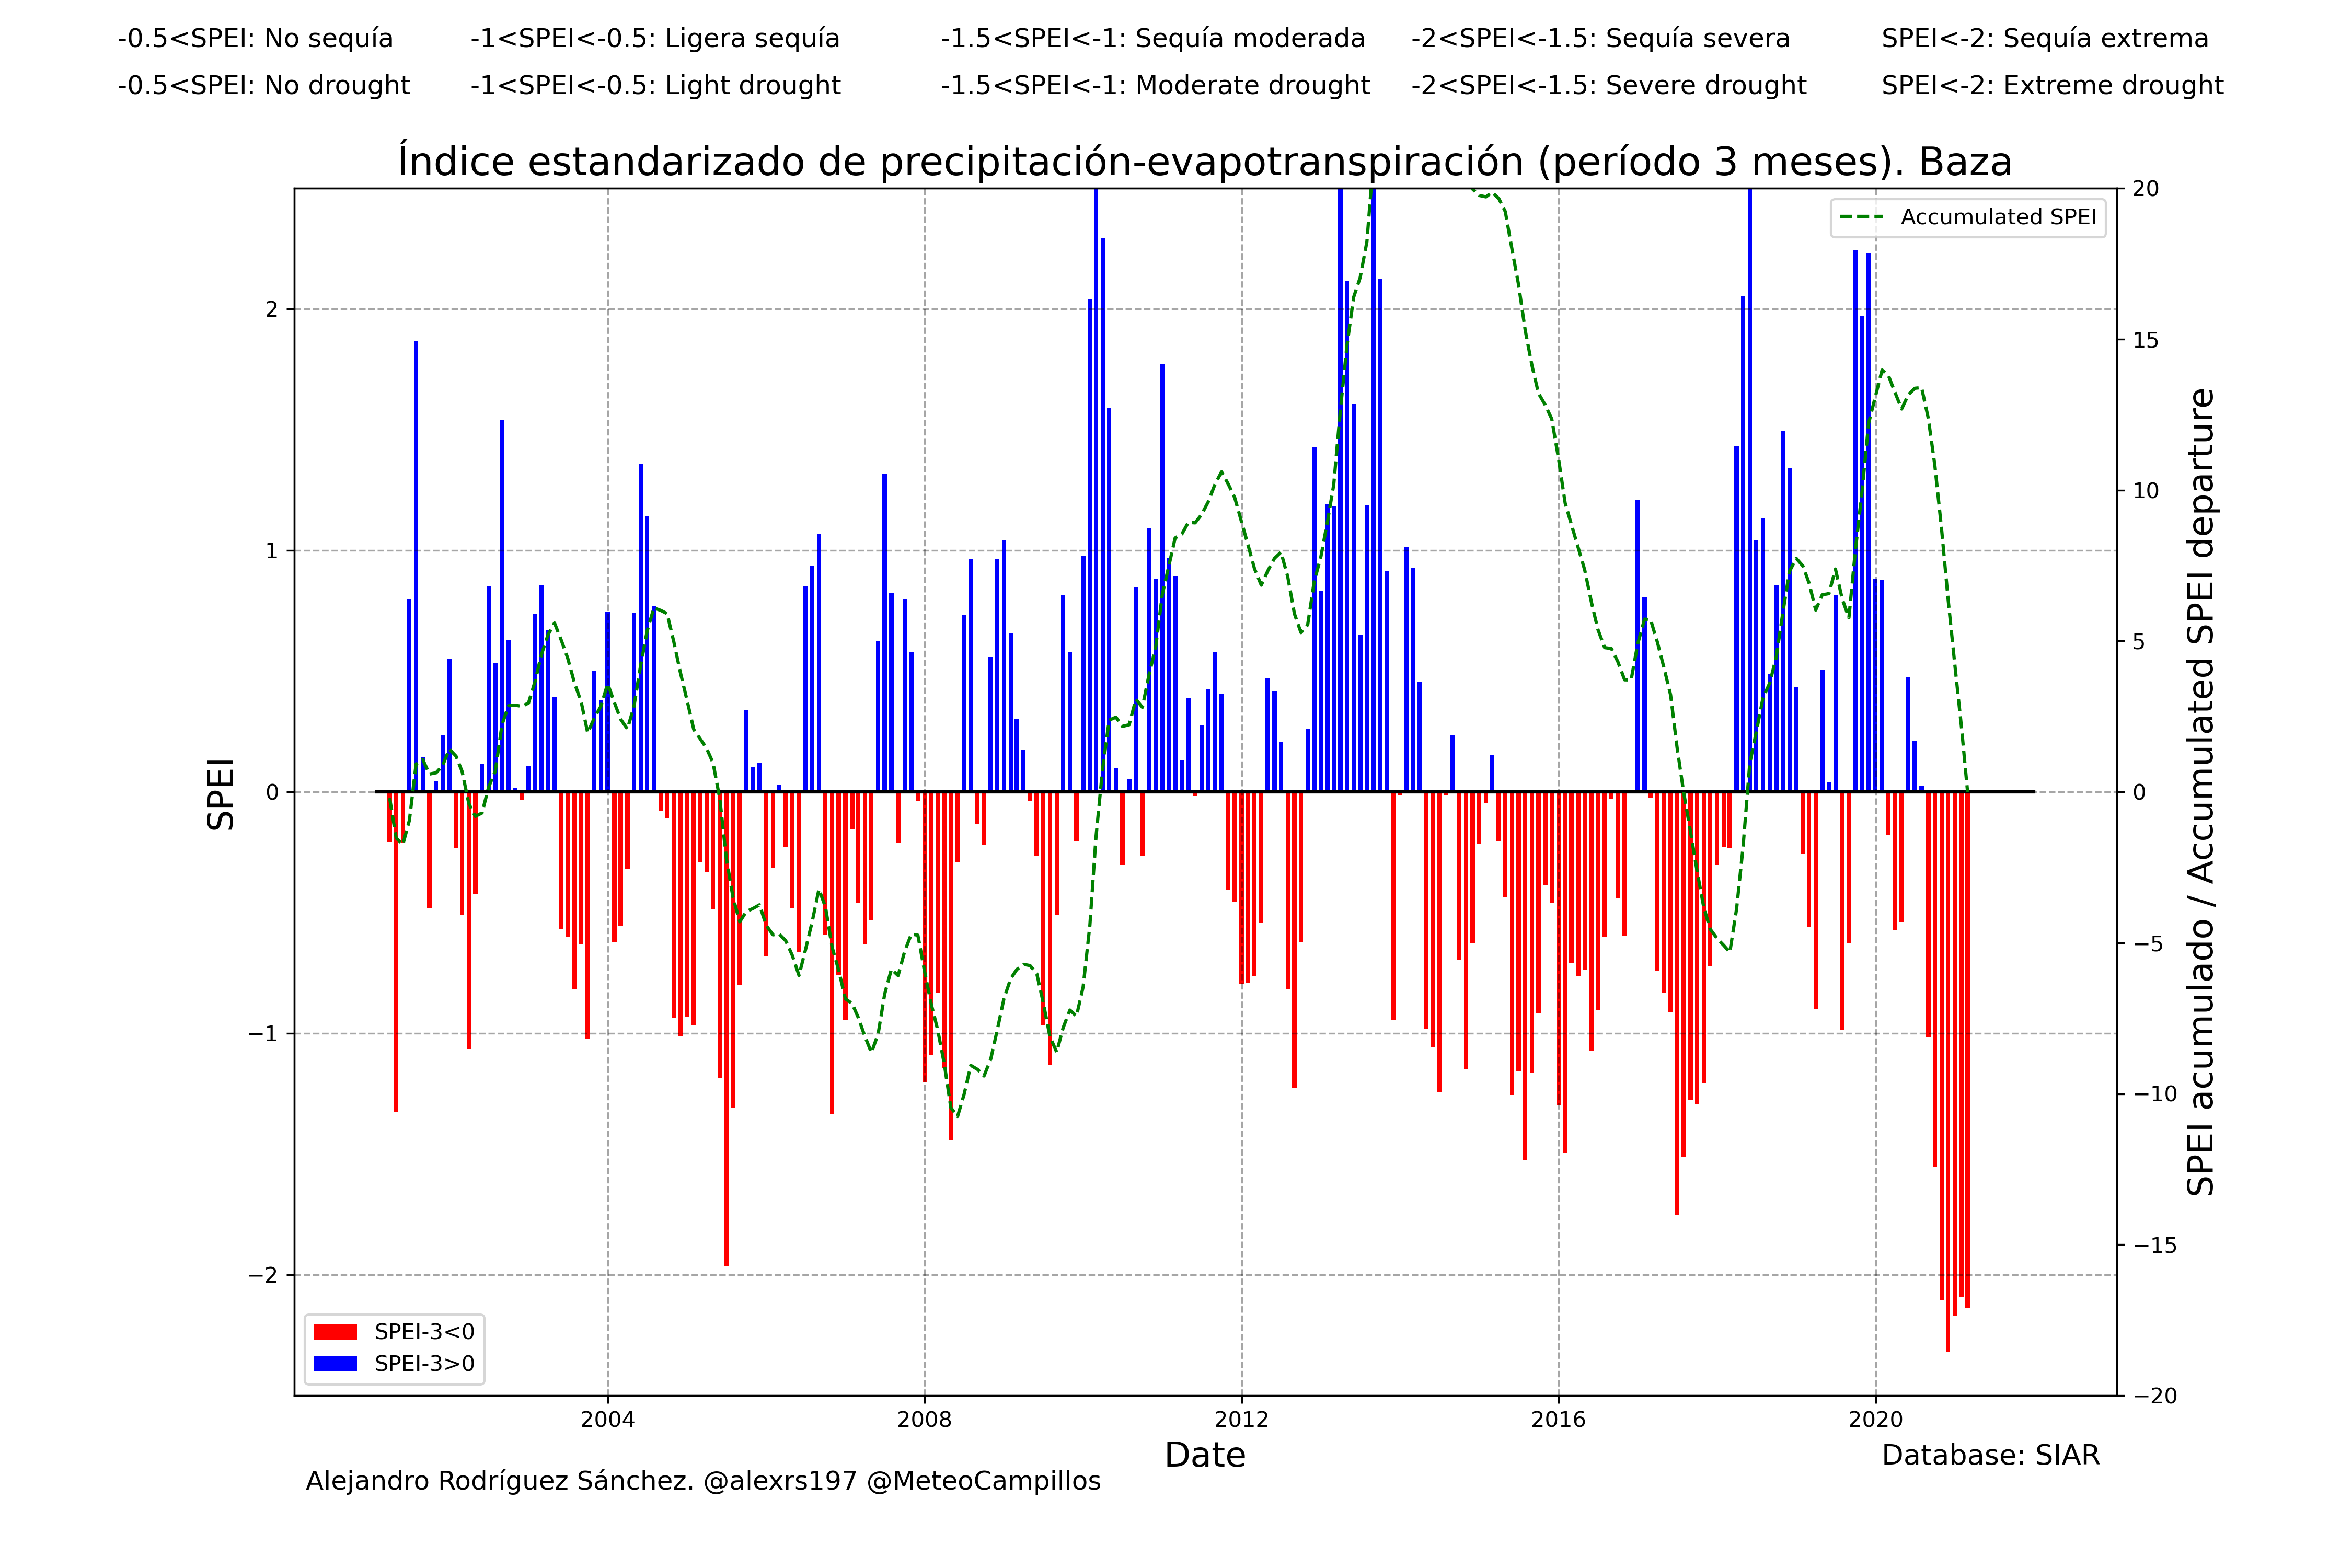 -0.5<SPEI: No sequía -1<SPEI<-0.5: Ligera sequía -1.5<SPEI<-1: Sequía moderada -2<SPEI<-1.5: Sequía severa SPEI<-2: Sequía extrema
-0.5<SPEI: No drought -1<SPEI<-0.5: Light drought -1.5<SPEI<-1: Moderate drought -2<SPEI<-1.5: Severe drought SPEI<-2: Extreme drought
Índice estandarizado de precipitación-evapotranspiración (período 3 meses). Baza
Accumulated SPEI
SPEI
2
1
0
−1
−2
20
15
10
5
0
−5
−10
−15
−20
SPEI acumulado / Accumulated SPEI departure
SPEI-3<0
SPEI-3>0
2004 2008 2012 2016 2020
Date
Database: SIAR
Alejandro Rodríguez Sánchez. @alexrs197 @MeteoCampillos